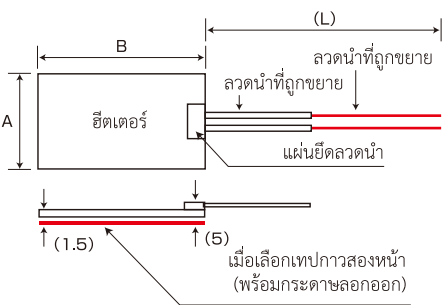 (L)
B
ลวดนำที่ถูกขยาย
ลวดนำที่ถูกขยาย
A
ฮีตเตอร์
แผ่นยึดลวดนำ
(1.5)
(5)
เมื่อเลือกเทปกาวสองหน้า
(พร้อมกระดาษลอกออก)